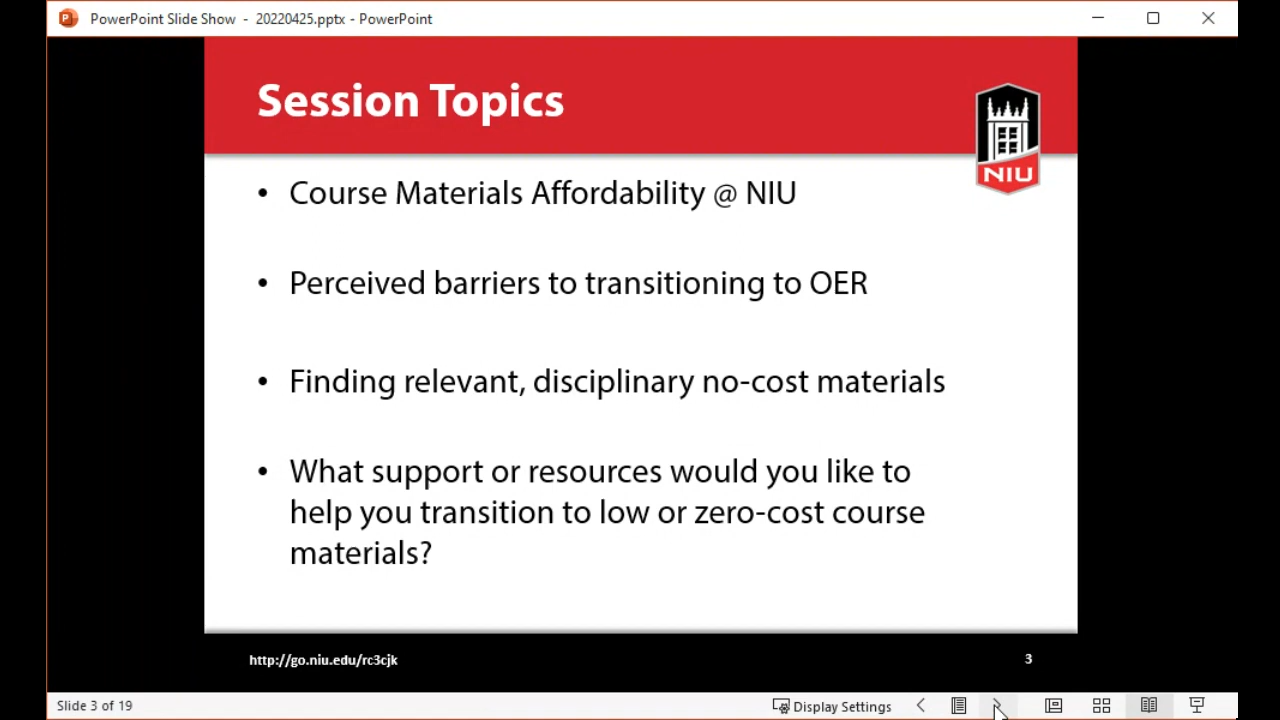 PowerPoint Slide Show - 20220425.pptx - PowerPoint
Session Topics
NIU
• Course Materials Affordability @ NIU
• Perceived barriers to transitioning to OER
• Finding relevant, disciplinary no-cost materials
• What support or resources would you like to
help you transition to low or zero-cost course
materials?
http://go.niu.edu/rc3cjk
3
Slide 3 of 19
Display Settings